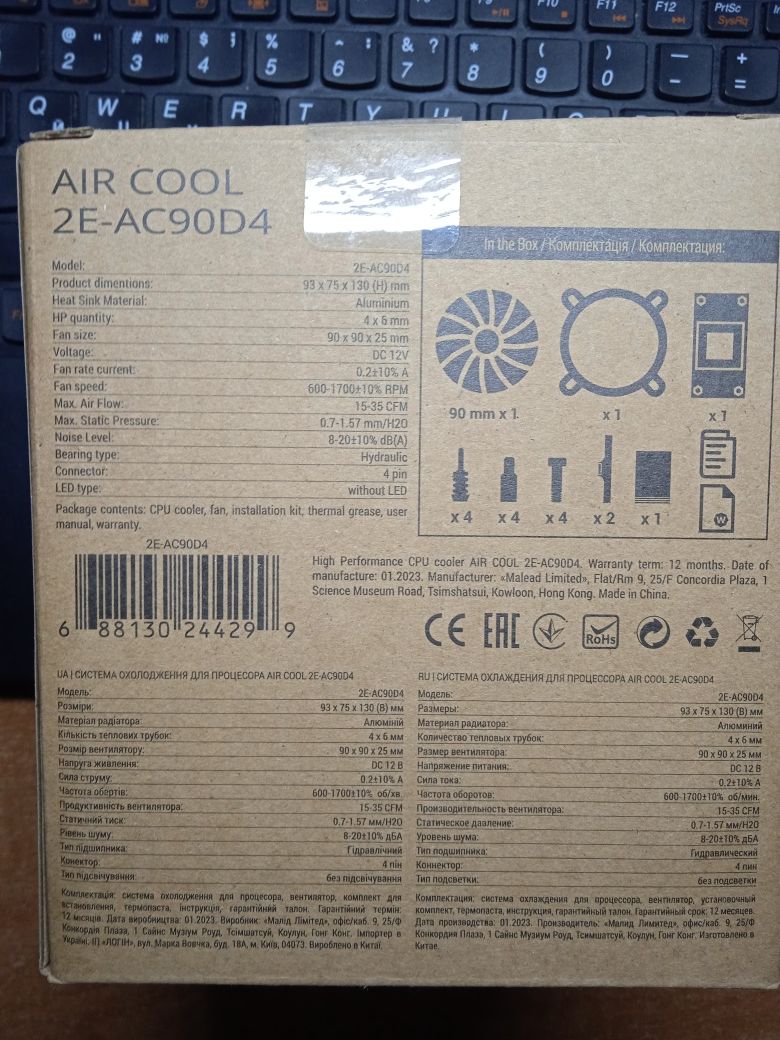 F10 F11 F12 PrtSc
SysRq
@ " # № $ ; % : ^ : & ? * ( ) — +
2 3 4 5 6 7 8 9 0 - =
Q W E R T Y U I O
AIR COOL
2E-AC90D4
Model: 2E-AC90D4
Product dimentions: 93 x 75 x 130 (H) mm
Heat Sink Material: Aluminium
HP quantity: 4 x 6 mm
Fan size: 90 x 90 x 25 mm
Voltage: DC 12V
Fan rate current: 0.2±10% A
Fan speed: 600-1700±10% RPM
Max. Air Flow: 15-35 CFM
Max. Static Pressure: 0.7-1.57 mm/H2O
Noise Level: 8-20±10% dB(A)
Bearing type: Hydraulic
Connector: 4 pin
LED type: without LED
Package contents: CPU cooler, fan, installation kit, thermal grease, user
manual, warranty.
In the Box / Комплектація / Комплектация:
90 mm x 1 x 1 x 1
x 4 x 4 x 4 x 2 x 1
W
2E-AC90D4
6 88130 24429 9
High Performance CPU cooler AIR COOL 2E-AC90D4. Warranty term: 12 months. Date of
manufacture: 01.2023. Manufacturer: «Malead Limited», Flat/Rm 9, 25/F Concordia Plaza, 1
Science Museum Road, Tsimshatsui, Kowloon, Hong Kong. Made in China.
CE EAC RoHS
UA | СИСТЕМА ОХОЛОДЖЕННЯ ДЛЯ ПРОЦЕСОРА AIR COOL 2E-AC90D4
Модель: 2E-AC90D4
Розміри: 93 x 75 x 130 (В) мм
Матеріал радіатора: Алюміній
Кількість теплових трубок: 4 x 6 мм
Розмір вентилятору: 90 x 90 x 25 мм
Напруга живлення: DC 12 В
Сила струму: 0.2±10% А
Частота обертів: 600-1700±10% об/хв.
Продуктивність вентилятора: 15-35 CFM
Статичний тиск: 0.7-1.57 мм/H2O
Рівень шуму: 8-20±10% дБА
Тип підшипника: Гідравлічний
Конектор: 4 пін
Тип підсвічування: без підсвічування
Комплектація: система охолодження для процесора, вентилятор, комплект для
встановлення, термопаста, інструкція, гарантійний талон. Гарантійний термін:
12 місяців. Дата виробництва: 01.2023. Виробник: «Малід Лімітед», офіс/каб. 9, 25/Ф
Конкордія Плаза, 1 Сайнс Музіум Роуд, Тсімшатсуй, Коулун, Гонг Конг. Імпортер в
Україні: ІП «ЛОГІН», вул. Марка Вовчка, буд. 18А, м. Київ, 04073. Вироблено в Китаї.
RU | СИСТЕМА ОХЛАЖДЕНИЯ ДЛЯ ПРОЦЕССОРА AIR COOL 2E-AC90D4
Модель: 2E-AC90D4
Размеры: 93 x 75 x 130 (В) мм
Материал радиатора: Алюминий
Количество тепловых трубок: 4 x 6 мм
Размер вентилятора: 90 x 90 x 25 мм
Напряжение питания: DC 12 В
Сила тока: 0.2±10% А
Частота оборотов: 600-1700±10% об/мин.
Производительность вентилятора: 15-35 CFM
Статическое давление: 0.7-1.57 мм/H2O
Уровень шума: 8-20±10% дБА
Тип подшипника: Гидравлический
Коннектор: 4 пин
Тип подсветки: без подсветки
Комплектация: система охлаждения для процессора, вентилятор, установочный
комплект, термопаста, инструкция, гарантийный талон. Гарантийный срок: 12 месяцев.
Дата производства: 01.2023. Производитель: «Малид Лимитед», офис/каб. 9, 25/Ф
Конкордия Плаза, 1 Сайнс Музиум Роуд, Тсимшатсуй, Коулун, Гонг Конг. Изготовлено в
Китае.